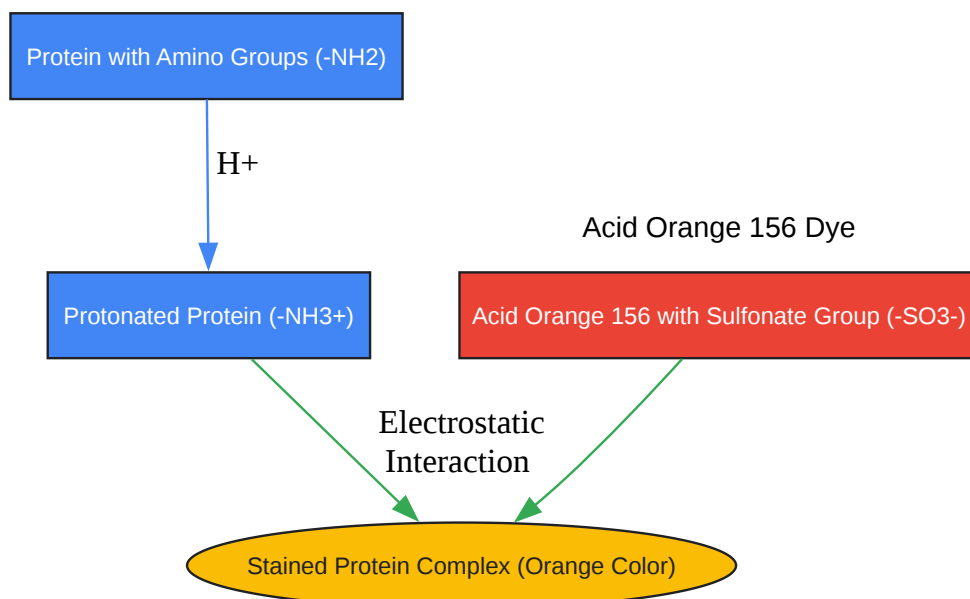 Protein with Amino Groups (-NH2)
H+
Acid Orange 156 Dye
Protonated Protein (-NH3+)
Acid Orange 156 with Sulfonate Group (-SO3-)
Electrostatic
Interaction
Stained Protein Complex (Orange Color)